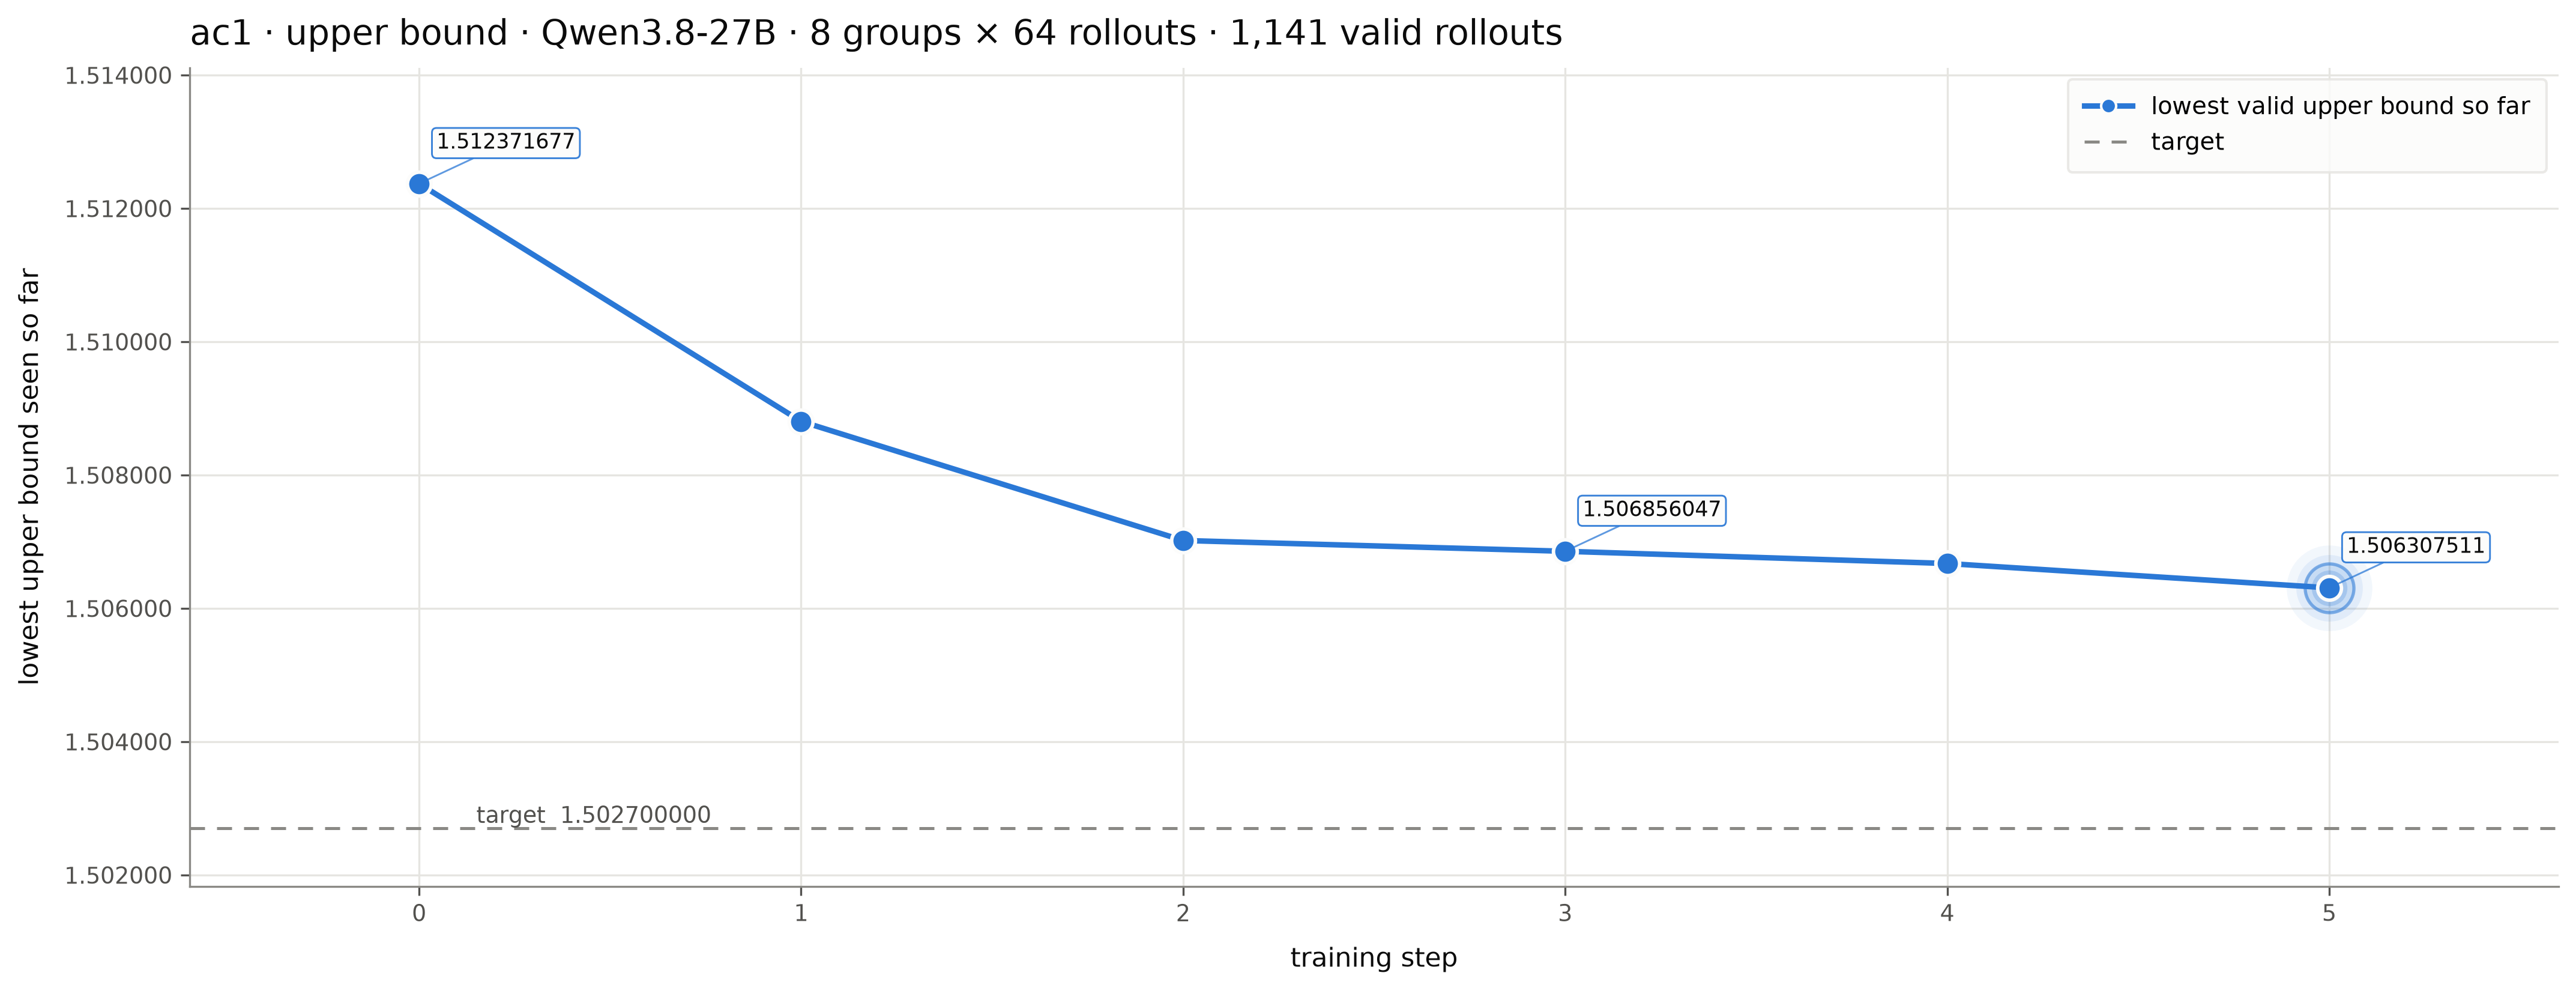 ac1 · upper bound · Qwen3.8-27B · 8 groups × 64 rollouts · 1,141 valid rollouts
lowest upper bound seen so far
1.514000
1.512000
1.510000
1.508000
1.506000
1.504000
1.502000
lowest valid upper bound so far
target
1.512371677
1.506856047
1.506307511
target 1.502700000
0
1
2
3
4
5
training step